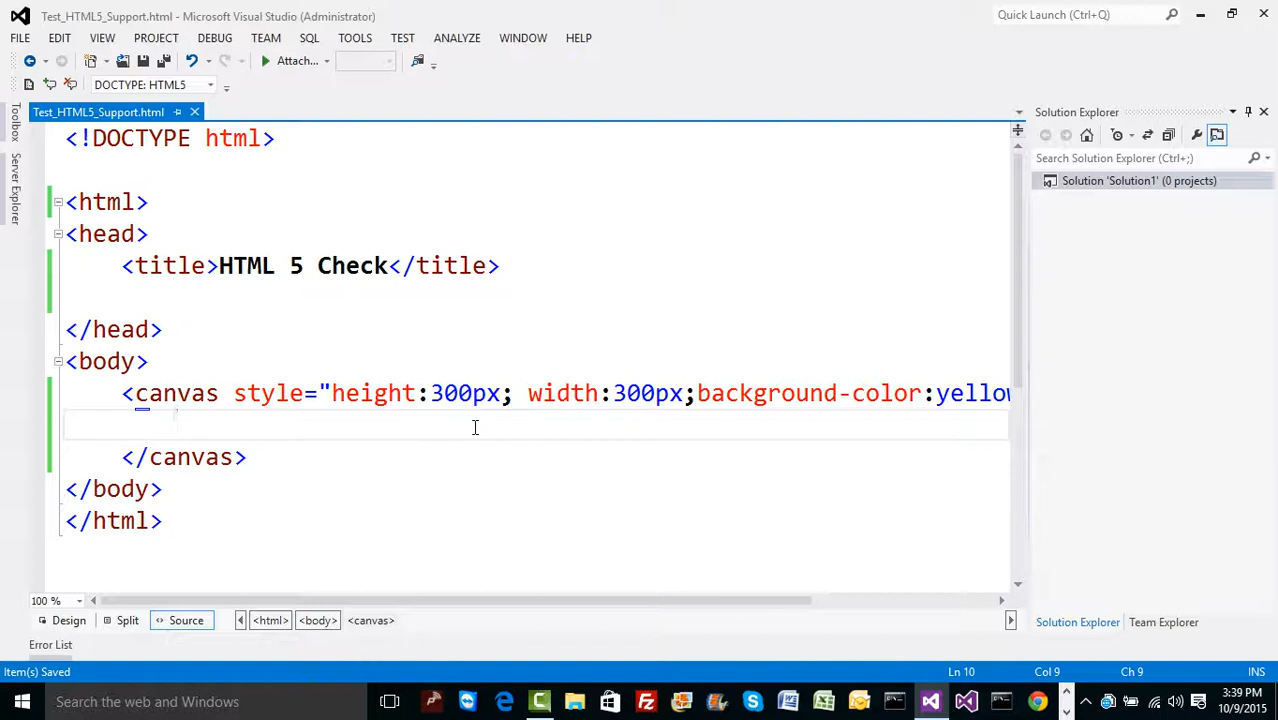 Test_HTML5_Support.html - Microsoft Visual Studio (Administrator)
Quick Launch (Ctrl+Q)
FILE EDIT VIEW PROJECT DEBUG TEAM SQL TOOLS TEST ANALYZE WINDOW HELP
Attach...
DOCTYPE: HTML5
Toolbox
Server Explorer
Test_HTML5_Support.html
<!DOCTYPE html>
<html>
<head>
<title>HTML 5 Check</title>
</head>
<body>
<canvas style="height:300px; width:300px;background-color:yellow
</canvas>
</body>
</html>
Solution Explorer
Search Solution Explorer (Ctrl+;)
Solution 'Solution1' (0 projects)
100 %
Design Split Source <html> <body> <canvas>
Solution Explorer Team Explorer
Error List
Item(s) Saved Ln 10 Col 9 Ch 9 INS
Search the web and Windows
3:39 PM
10/9/2015